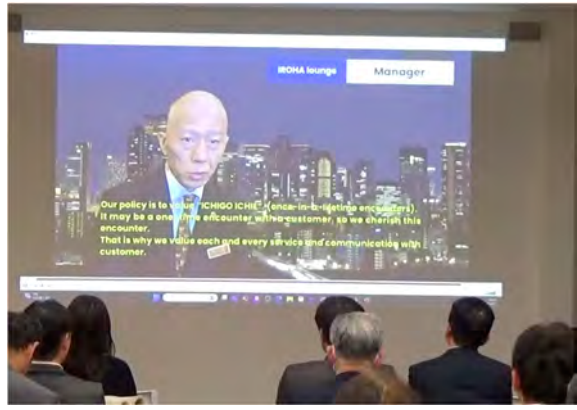 IROHA lounge
Manager
Our policy is to value "ICHIGO ICHIE" (once-in-a-lifetime encounters).
It may be a one-time encounter with a customer, so we cherish this
encounter.
That is why we value each and every service and communication with
customer.